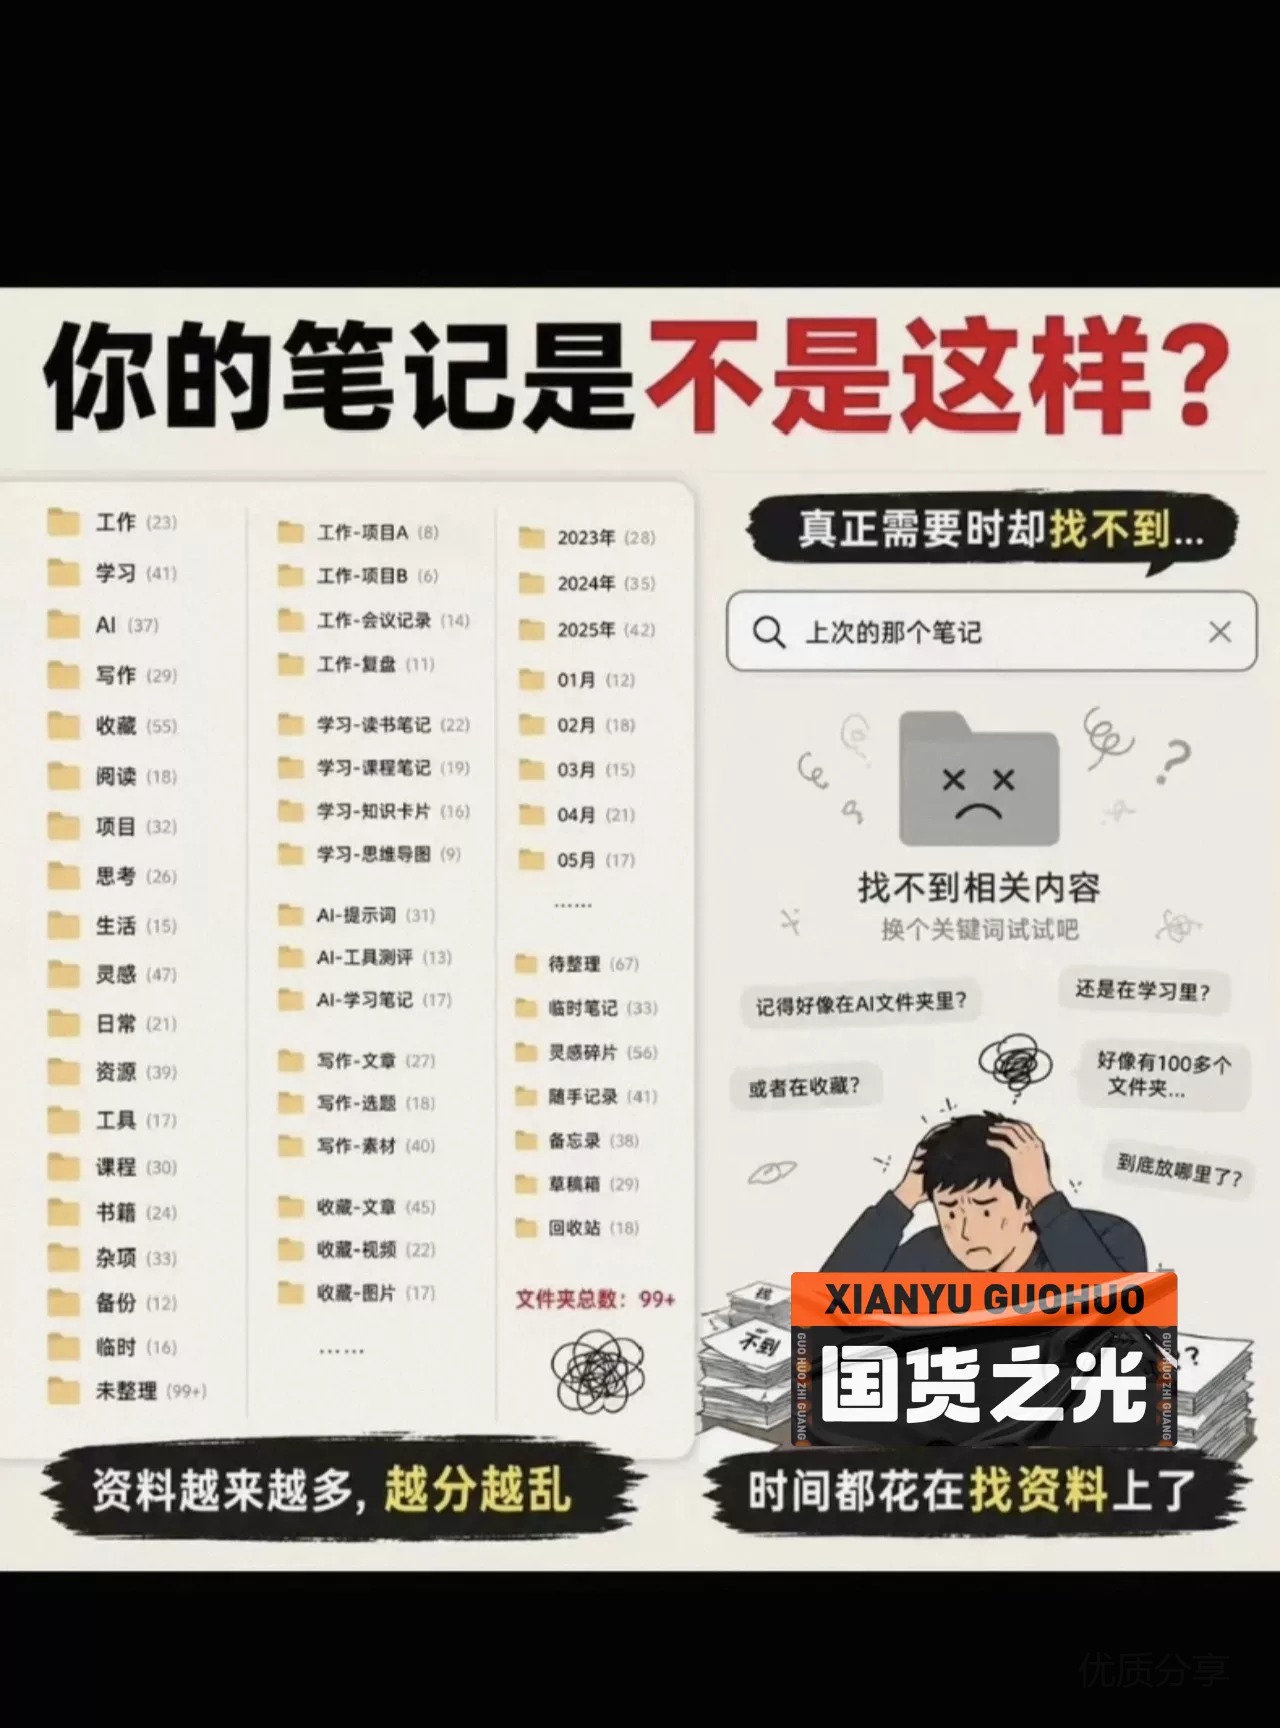 你的笔记是不是这样?
工作 (23)
学习 (41)
AI (37)
写作 (29)
收藏 (55)
阅读 (18)
项目 (32)
思考 (26)
生活 (15)
灵感 (47)
日常 (21)
资源 (39)
工具 (17)
课程 (30)
书籍 (24)
杂项 (33)
备份 (12)
临时 (16)
未整理 (99+)
工作-项目A (8)
工作-项目B (6)
工作-会议记录 (14)
工作-复盘 (11)
学习-读书笔记 (22)
学习-课程笔记 (19)
学习-知识卡片 (16)
学习-思维导图 (9)
AI-提示词 (31)
AI-工具测评 (13)
AI-学习笔记 (17)
写作-文章 (27)
写作-选题 (18)
写作-素材 (40)
收藏-文章 (45)
收藏-视频 (22)
收藏-图片 (17)
......
2023年 (28)
2024年 (35)
2025年 (42)
01月 (12)
02月 (18)
03月 (15)
04月 (21)
05月 (17)
......
待整理 (67)
临时笔记 (33)
灵感碎片 (56)
随手记录 (41)
备忘录 (38)
草稿箱 (29)
回收站 (18)
文件夹总数：99+
资料越来越多,越分越乱
真正需要时却找不到...
上次的那个笔记
?
找不到相关内容
换个关键词试试吧
记得好像在AI文件夹里?
还是在学习里?
或者在收藏?
好像有100多个
文件夹...
到底放哪里了?
找
不到
?
XIANYU GUOHUO
GUO HUO ZHI GUANG
国货之光
GUO HUO ZHI GUANG
时间都花在找资料上了
优质分享